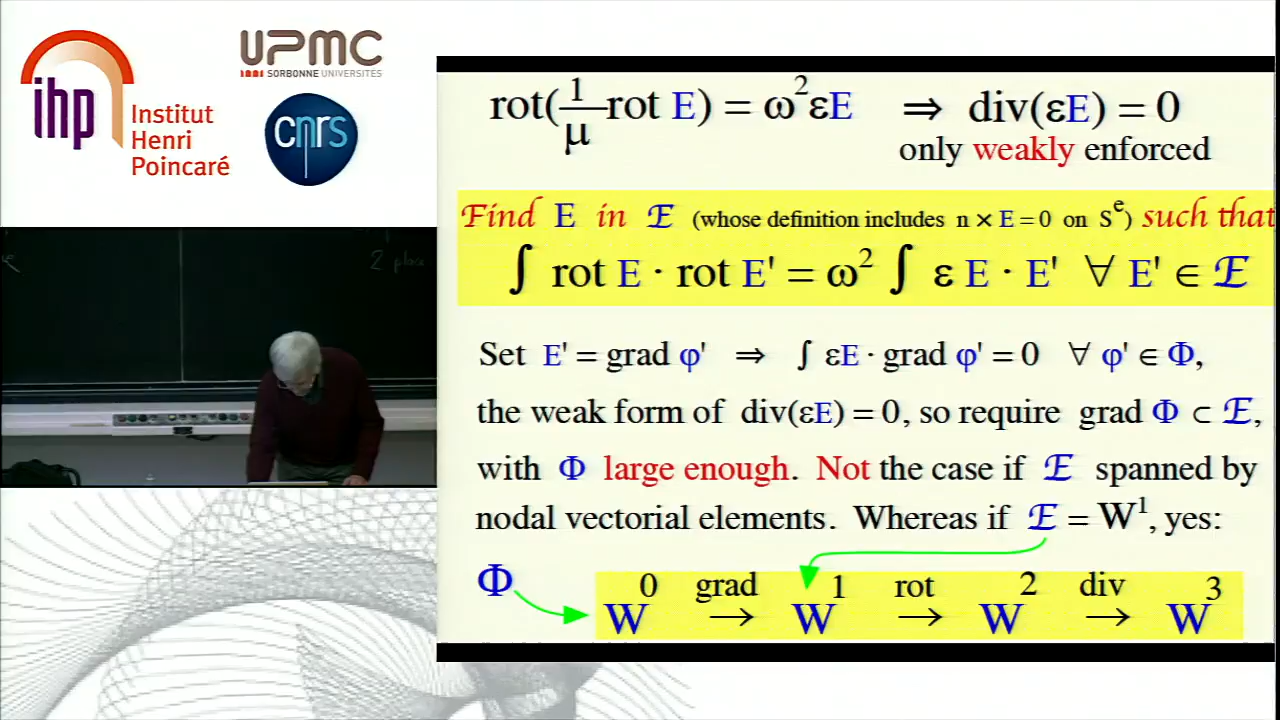 ihp
Institut
Henri
Poincaré
UPMC
SORBONNE UNIVERSITÉS
cnrs
2 place
rot(1/μ rot E) = ω²εE ⇒ div(εE) = 0
only weakly enforced
Find E in ℰ (whose definition includes n × E = 0 on Sᵉ) such that
∫ rot E · rot E' = ω² ∫ ε E · E' ∀ E' ∈ ℰ
Set E' = grad φ' ⇒ ∫ εE · grad φ' = 0 ∀ φ' ∈ Φ,
the weak form of div(εE) = 0, so require grad Φ ⊂ ℰ,
with Φ large enough. Not the case if ℰ spanned by
nodal vectorial elements. Whereas if ℰ = W¹, yes:
Φ W⁰ grad → W¹ rot → W² div → W³